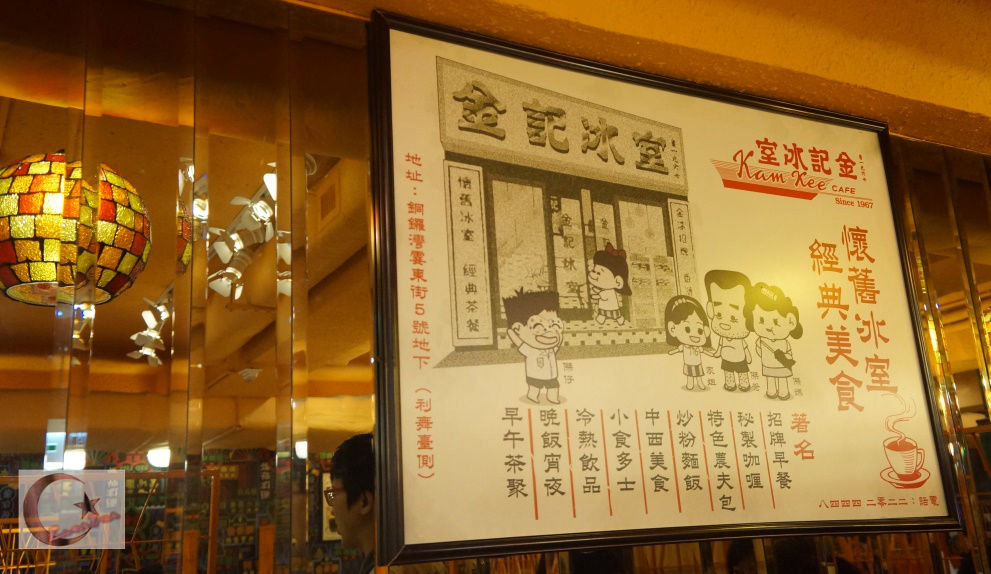 金記冰室
金記冰室
Kam Kee CAFE
Since 1967
懷舊冰室
經典美食
懷舊冰室 經典茶餐
金記冰室
著名
招牌早餐
秘製咖喱
特色農夫包
炒粉麵飯
中西美食
小食多士
冷熱飲品
晚飯宵夜
早午茶聚
地址：銅鑼灣雲東街5號地下（利舞臺側）
電話：二二零二 四四四八